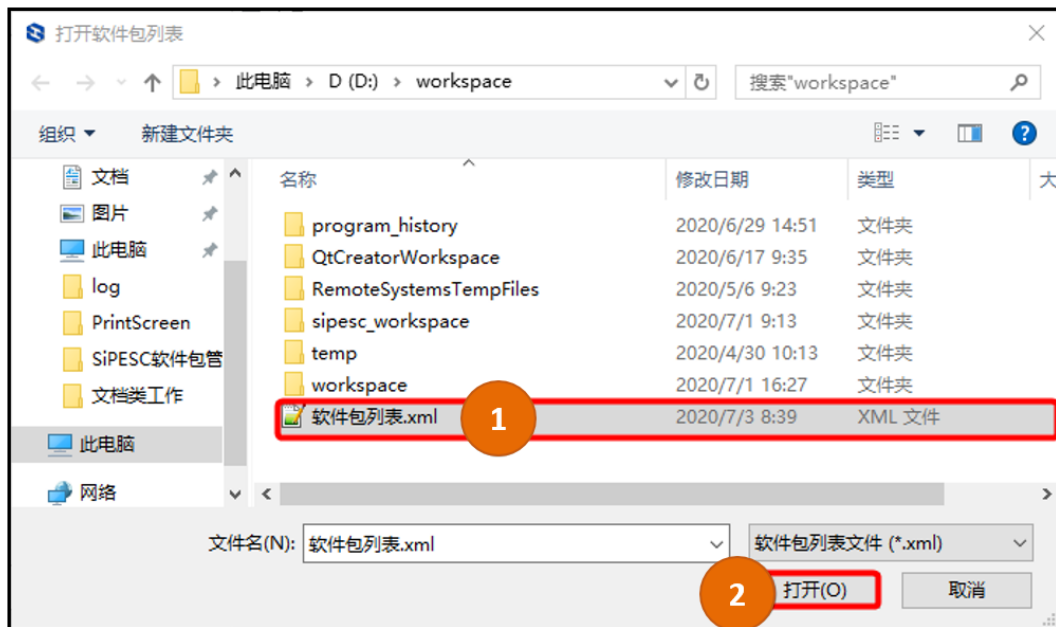 打开软件包列表
此电脑 > D (D:) > workspace
搜索"workspace"
组织
新建文件夹
文档
图片
此电脑
log
PrintScreen
SiPESC软件包管
文档类工作
此电脑
网络
名称 修改日期 类型 大
program_history 2020/6/29 14:51 文件夹
QtCreatorWorkspace 2020/6/17 9:35 文件夹
RemoteSystemsTempFiles 2020/5/6 9:23 文件夹
sipesc_workspace 2020/7/1 9:13 文件夹
temp 2020/4/30 10:13 文件夹
workspace 2020/7/1 16:27 文件夹
软件包列表.xml 1 2020/7/3 8:39 XML 文件
文件名(N): 软件包列表.xml 软件包列表文件 (*.xml)
2 打开(O) 取消